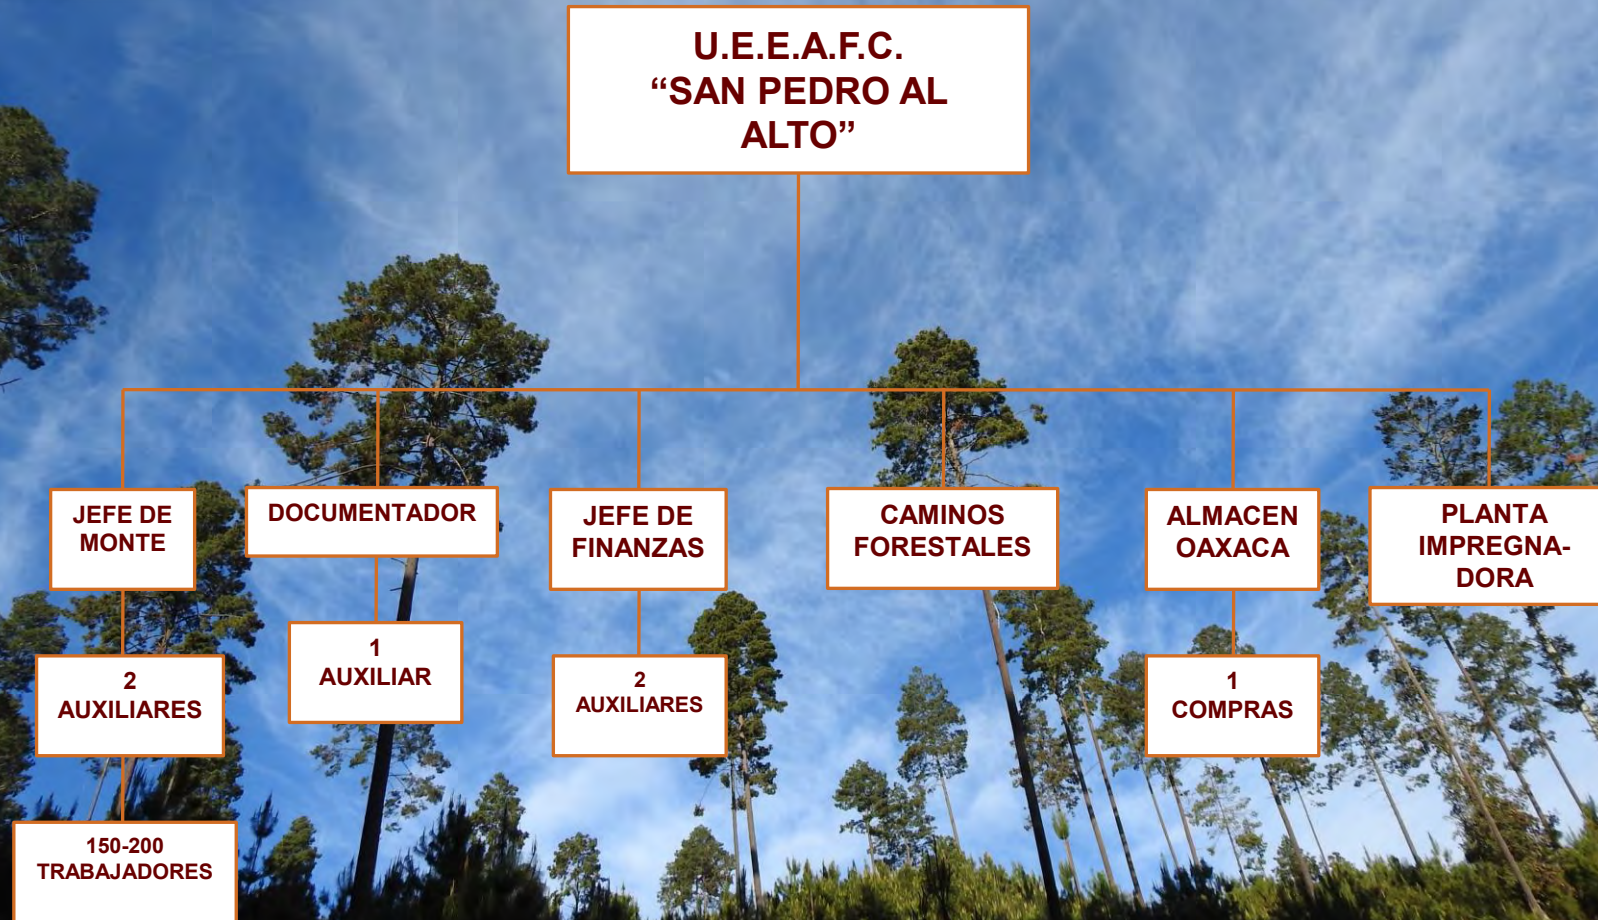 U.E.E.A.F.C.
“SAN PEDRO AL
ALTO”
JEFE DE
MONTE
DOCUMENTADOR
JEFE DE
FINANZAS
CAMINOS
FORESTALES
ALMACEN
OAXACA
PLANTA
IMPREGNA-
DORA
2
AUXILIARES
1
AUXILIAR
2
AUXILIARES
1
COMPRAS
150-200
TRABAJADORES